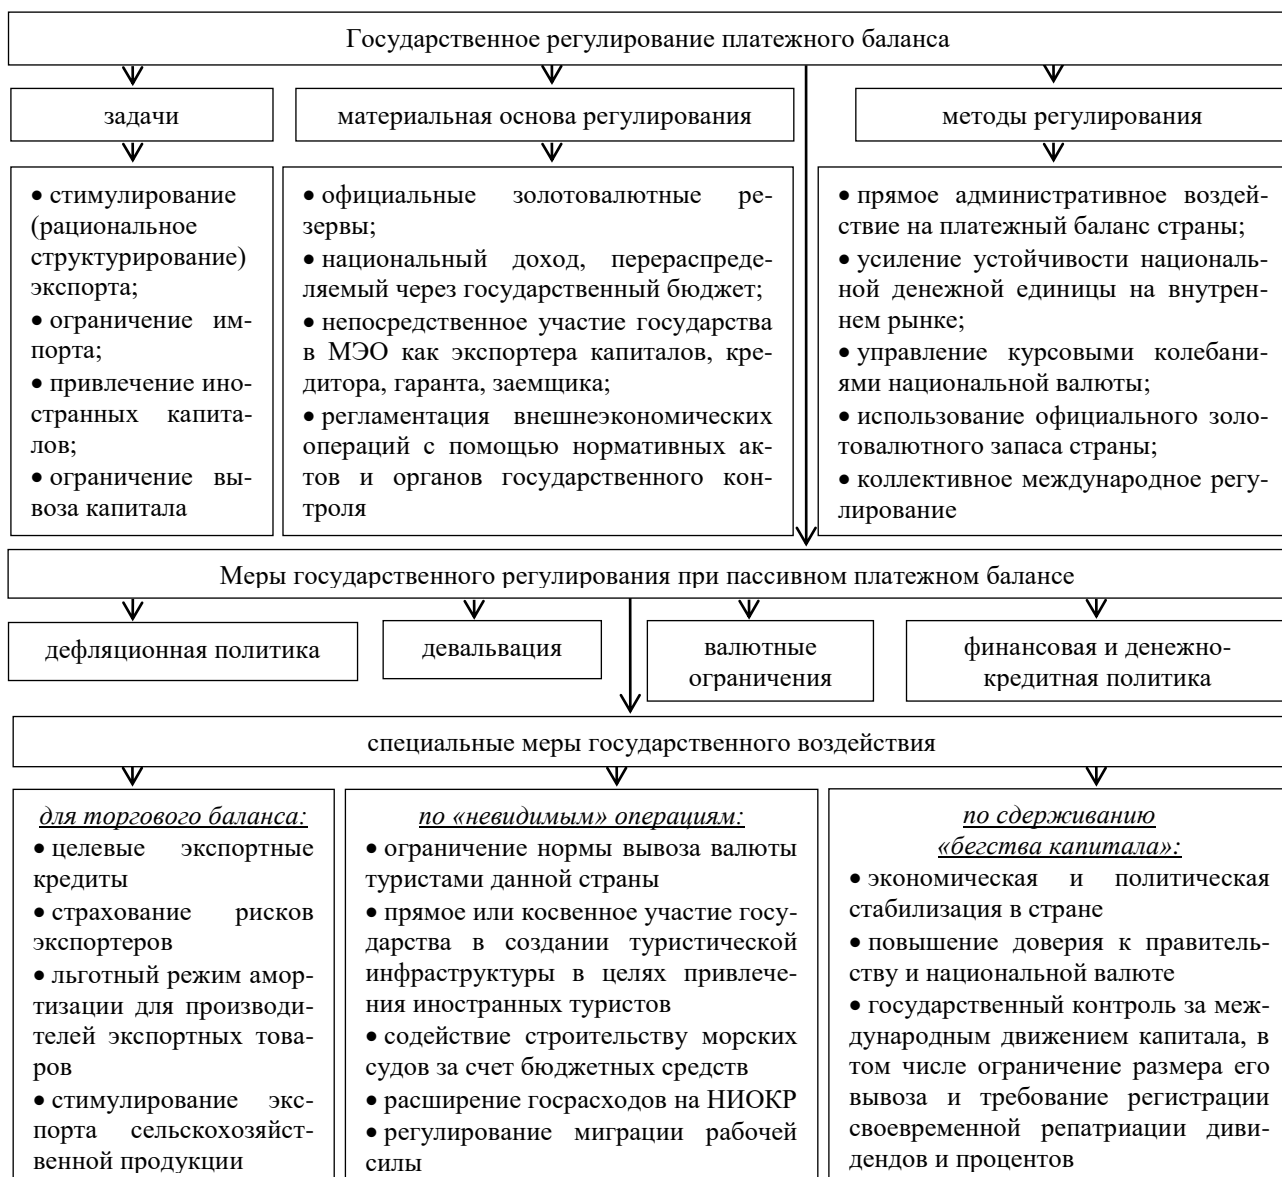 Государственное регулирование платежного баланса
задачи
материальная основа регулирования
методы регулирования
• стимулирование
(рациональное
структурирование)
экспорта;
• ограничение им-
порта;
• привлечение ино-
странных капита-
лов;
• ограничение вы-
воза капитала
• официальные золотовалютные ре-
зервы;
• национальный доход, перераспреде-
ляемый через государственный бюджет;
• непосредственное участие государства
в МЭО как экспортера капиталов, кре-
дитора, гаранта, заемщика;
• регламентация внешнеэкономических
операций с помощью нормативных ак-
тов и органов государственного кон-
троля
• прямое административное воздей-
ствие на платежный баланс страны;
• усиление устойчивости националь-
ной денежной единицы на внутрен-
нем рынке;
• управление курсовыми колебани-
ями национальной валюты;
• использование официального золо-
товалютного запаса страны;
• коллективное международное регу-
лирование
Меры государственного регулирования при пассивном платежном балансе
дефляционная политика
девальвация
валютные
ограничения
финансовая и денежно-
кредитная политика
специальные меры государственного воздействия
для торгового баланса:
• целевые экспортные
кредиты
• страхование рисков
экспортеров
• льготный режим амор-
тизации для производи-
телей экспортных това-
ров
• стимулирование экс-
порта сельскохозяйст-
венной продукции
по «невидимым» операциям:
• ограничение нормы вывоза валюты
туристами данной страны
• прямое или косвенное участие госу-
дарства в создании туристической
инфраструктуры в целях привлече-
ния иностранных туристов
• содействие строительству морских
судов за счет бюджетных средств
• расширение госрасходов на НИОКР
• регулирование миграции рабочей
силы
по сдерживанию
«бегства капитала»:
• экономическая и политическая
стабилизация в стране
• повышение доверия к правитель-
ству и национальной валюте
• государственный контроль за меж-
дународным движением капитала, в
том числе ограничение размера его
вывоза и требование регистрации
своевременной репатриации диви-
дендов и процентов